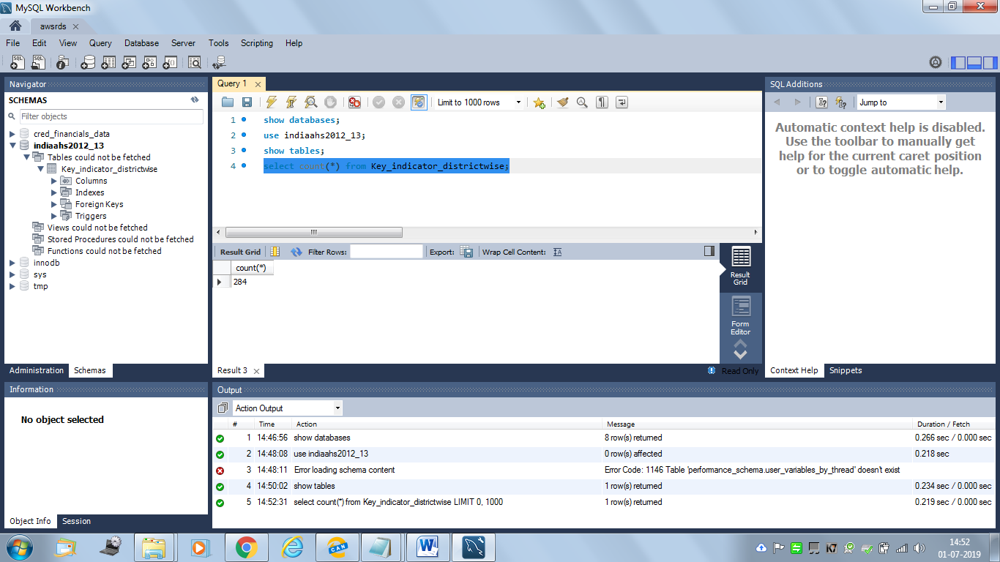 MySQL Workbench
awsrds
File Edit View Query Database Server Tools Scripting Help
Navigator
SCHEMAS
Filter objects
cred_financials_data
indiaahs2012_13
Tables could not be fetched
Key_indicator_districtwise
Columns
Indexes
Foreign Keys
Triggers
Views could not be fetched
Stored Procedures could not be fetched
Functions could not be fetched
innodb
sys
tmp
Administration Schemas
Information
No object selected
Object Info Session
Query 1
Limit to 1000 rows
1 show databases;
2 use indiaahs2012_13;
3 show tables;
4 select count(*) from Key_indicator_districtwise;
Result Grid Filter Rows: Export: Wrap Cell Content:
count(*)
284
Result Grid
Form Editor
Result 3 Read Only
SQL Additions
Jump to
Automatic context help is disabled.
Use the toolbar to manually get
help for the current caret position
or to toggle automatic help.
Context Help Snippets
Output
Action Output
# Time Action Message Duration / Fetch
1 14:46:56 show databases 8 row(s) returned 0.266 sec / 0.000 sec
2 14:48:08 use indiaahs2012_13 0 row(s) affected 0.218 sec
3 14:48:11 Error loading schema content Error Code: 1146 Table 'performance_schema.user_variables_by_thread' doesn't exist
4 14:50:02 show tables 1 row(s) returned 0.234 sec / 0.000 sec
5 14:52:31 select count(*) from Key_indicator_districtwise LIMIT 0, 1000 1 row(s) returned 0.219 sec / 0.000 sec
CAN
14:52
01-07-2019